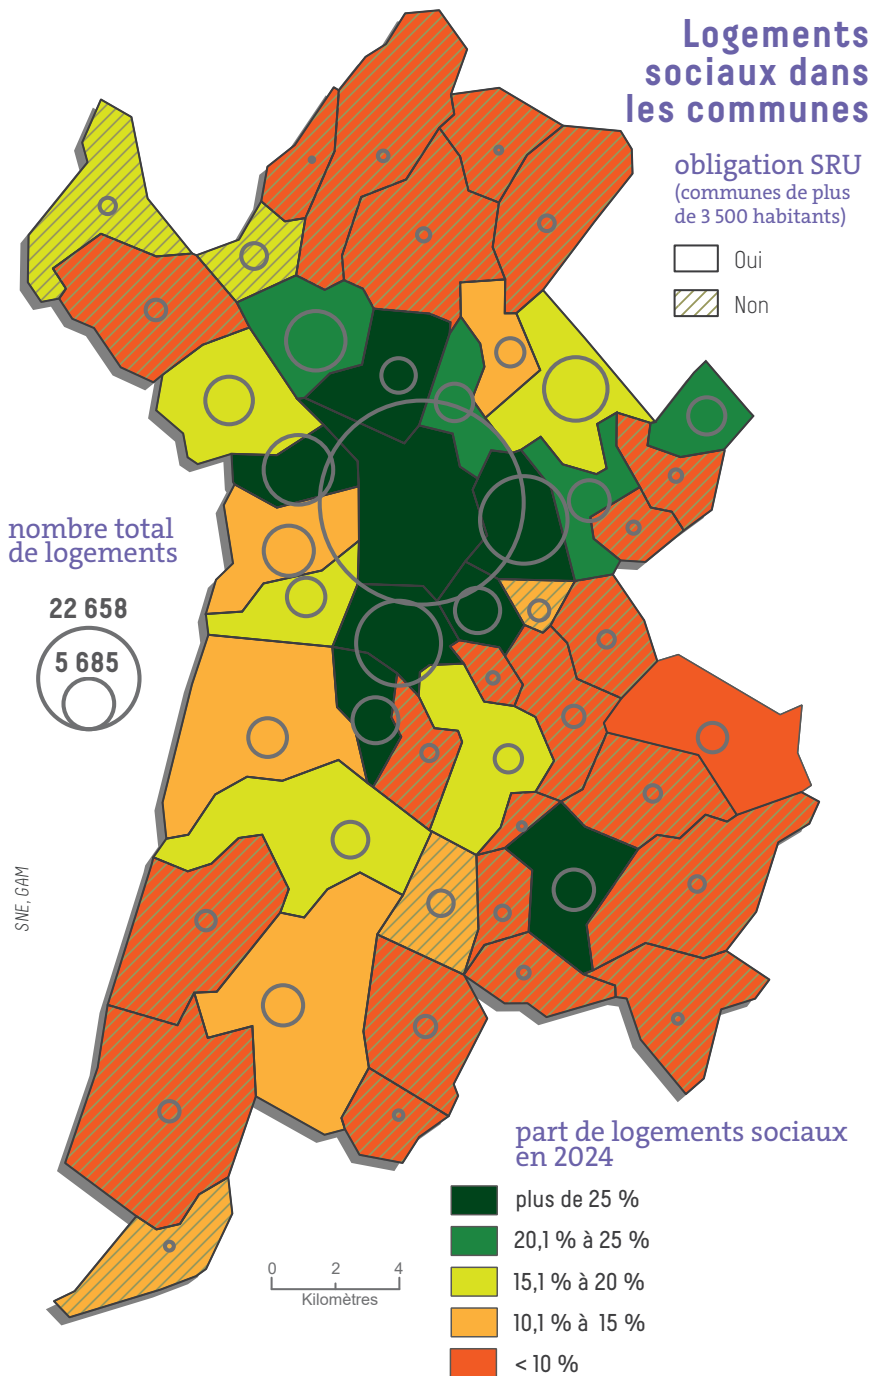 Logements
sociaux dans
les communes
obligation SRU
(communes de plus
de 3 500 habitants)
Oui
Non
nombre total
de logements
22 658
5 685
SNE, GAM
part de logements sociaux
en 2024
plus de 25 %
20,1 % à 25 %
15,1 % à 20 %
10,1 % à 15 %
< 10 %
0 2 4
Kilomètres